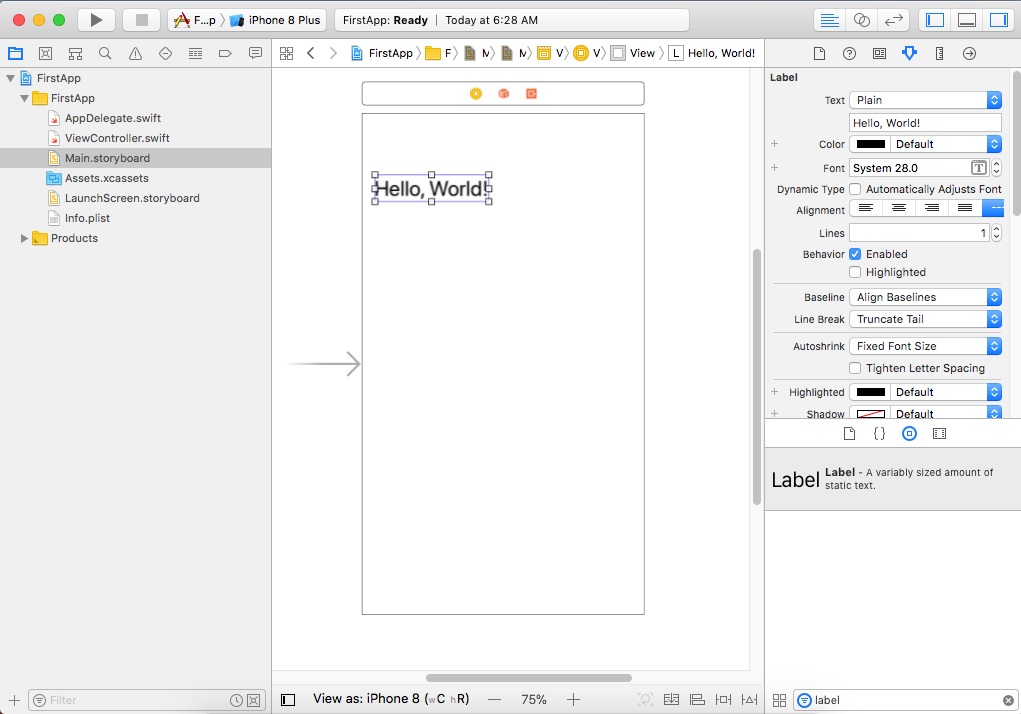 F...p iPhone 8 Plus FirstApp: Ready Today at 6:28 AM
FirstApp F M M V V View L Hello, World!
FirstApp
FirstApp
AppDelegate.swift
ViewController.swift
Main.storyboard
Assets.xcassets
LaunchScreen.storyboard
Info.plist
Products
Filter
Hello, World!
View as: iPhone 8 (wC hR) — 75% +
Label
Text Plain
Hello, World!
+ Color Default
+ Font System 28.0 T
Dynamic Type Automatically Adjusts Font
Alignment
Lines 1
Behavior Enabled
Highlighted
Baseline Align Baselines
Line Break Truncate Tail
Autoshrink Fixed Font Size
Tighten Letter Spacing
+ Highlighted Default
+ Shadow Default
{}
Label Label - A variably sized amount of
static text.
label